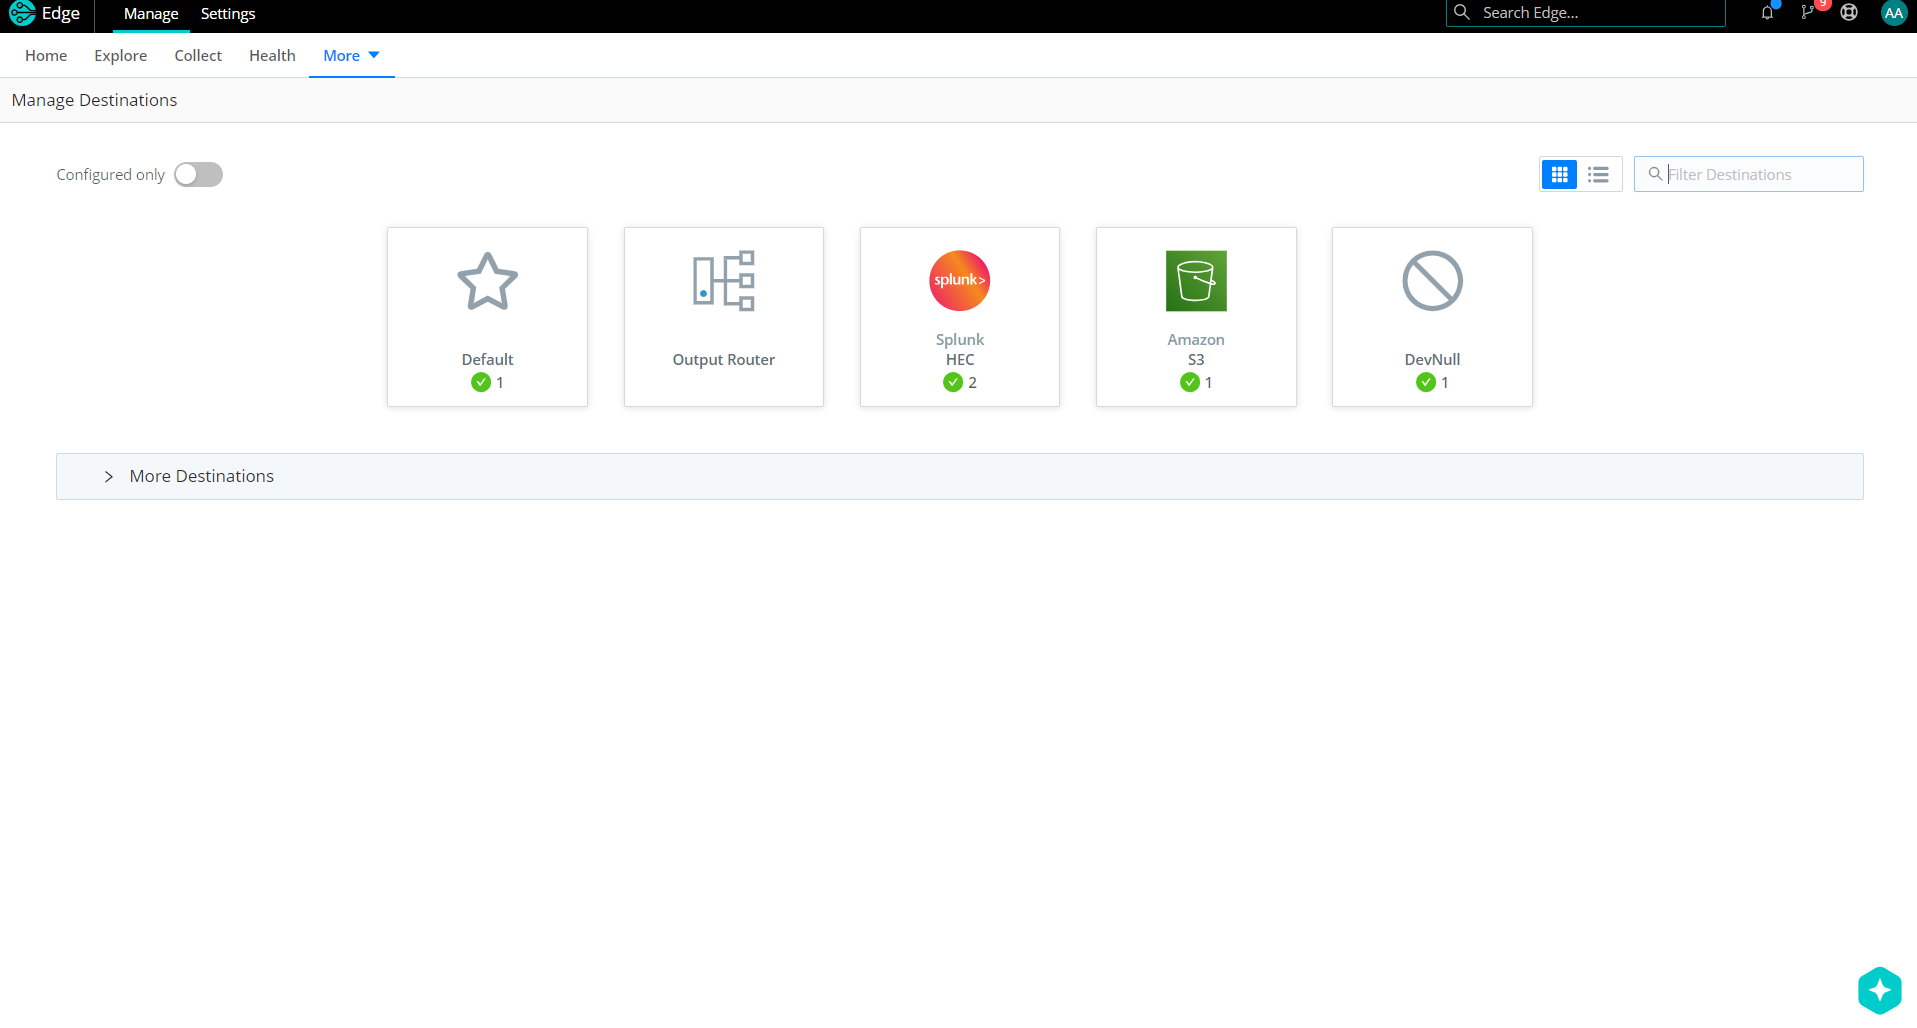 Edge Manage Settings Search Edge... 9 AA
Home Explore Collect Health More
Manage Destinations
Configured only Filter Destinations
splunk>
Splunk Amazon
Default Output Router HEC S3 DevNull
1 2 1 1
More Destinations